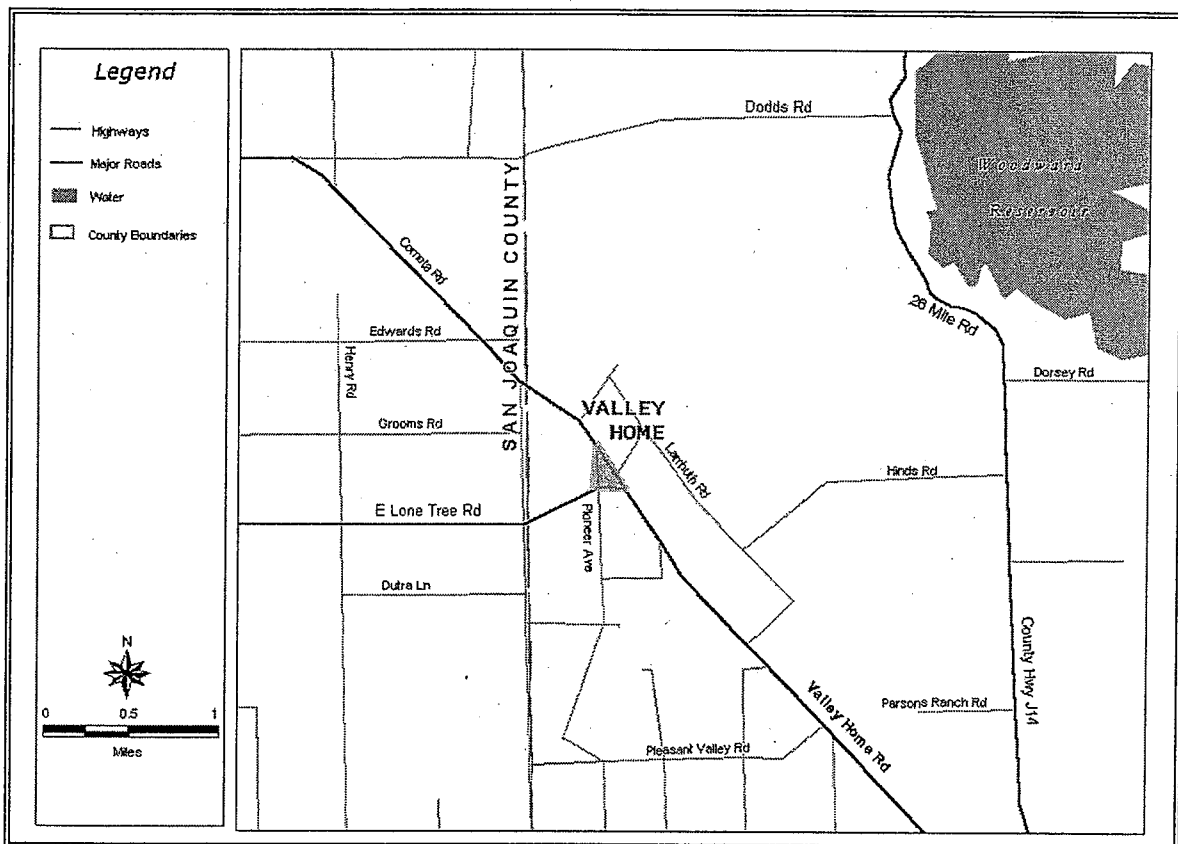 Legend
Highways
Major Roads
Water
County Boundaries
N
0 0.5 1
Miles
Dodds Rd
Woodward
Reservoir
SAN JOAQUIN COUNTY
Cometa Rd
26 Mile Rd
Edwards Rd
Henry Rd
Dorsey Rd
VALLEY
HOME
Grooms Rd
Lanhuth Rd
Hinds Rd
E Lone Tree Rd
Pioneer Ave
Dutra Ln
County Hwy J14
Valley Home Rd
Parsons Ranch Rd
Pleasant Valley Rd